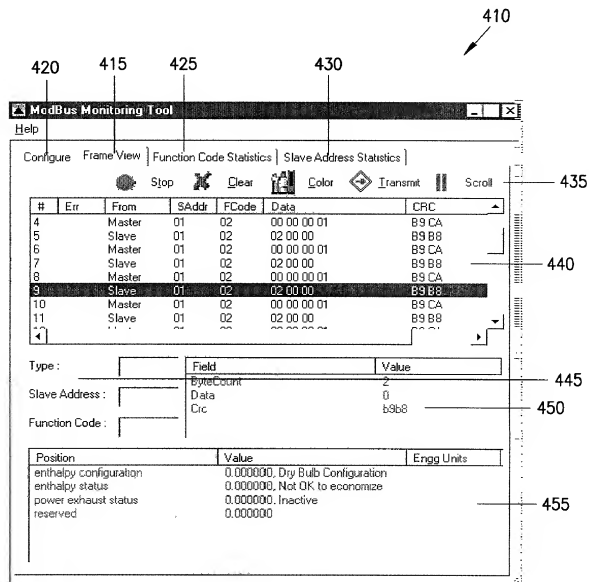 410
420 415 425 430
ModBus Monitoring Tool
Help
Configure Frame View Function Code Statistics Slave Address Statistics
Stop Clear Color Transmit Scroll 435
# Err From SAddr FCode Data CRC
4 Master 01 02 00 00 00 01 B9 CA
5 Slave 01 02 02 00 00 B9 B8
6 Master 01 02 00 00 00 01 B9 CA
7 Slave 01 02 02 00 00 B9 B8 440
8 Master 01 02 00 00 00 01 B9 CA
9 Slave 01 02 02 00 00 B9 B8
10 Master 01 02 00 00 00 01 B9 CA
11 Slave 01 02 02 00 00 B9 B8
Type : Field Value
ByteCount 2 445
Slave Address : Data 0
Crc b9b8 450
Function Code :
Position Value Engg Units
enthalpy configuration 0.000000, Dry Bulb Configuration
enthalpy status 0.000000, Not OK to economize
power exhaust status 0.000000, Inactive 455
reserved 0.000000